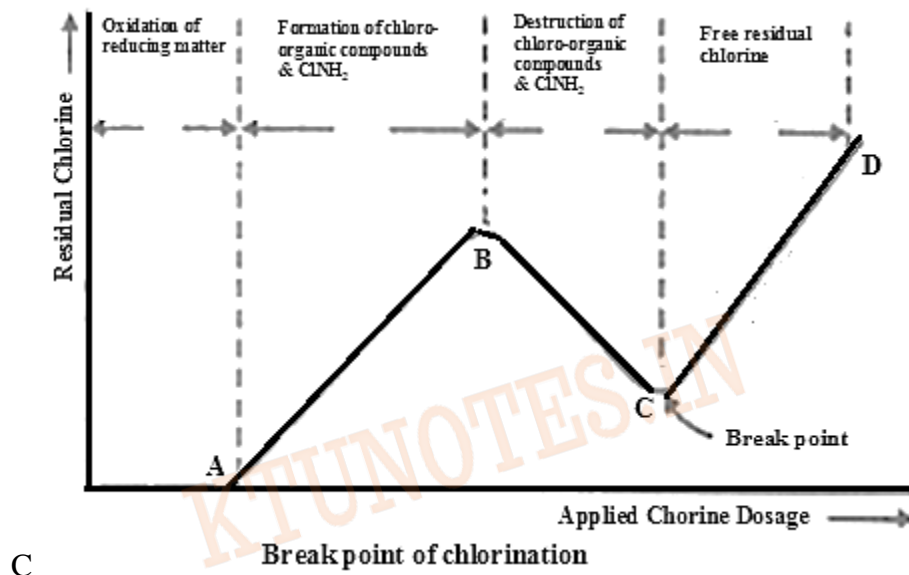 Oxidation of
reducing matter
Formation of chloro-
organic compounds
& ClNH₂
Destruction of
chloro-organic
compounds
& ClNH₂
Free residual
chlorine
Residual Chlorine
D
B
C
A
Break point
KTUNOTES.IN
Applied Chorine Dosage
C
Break point of chlorination